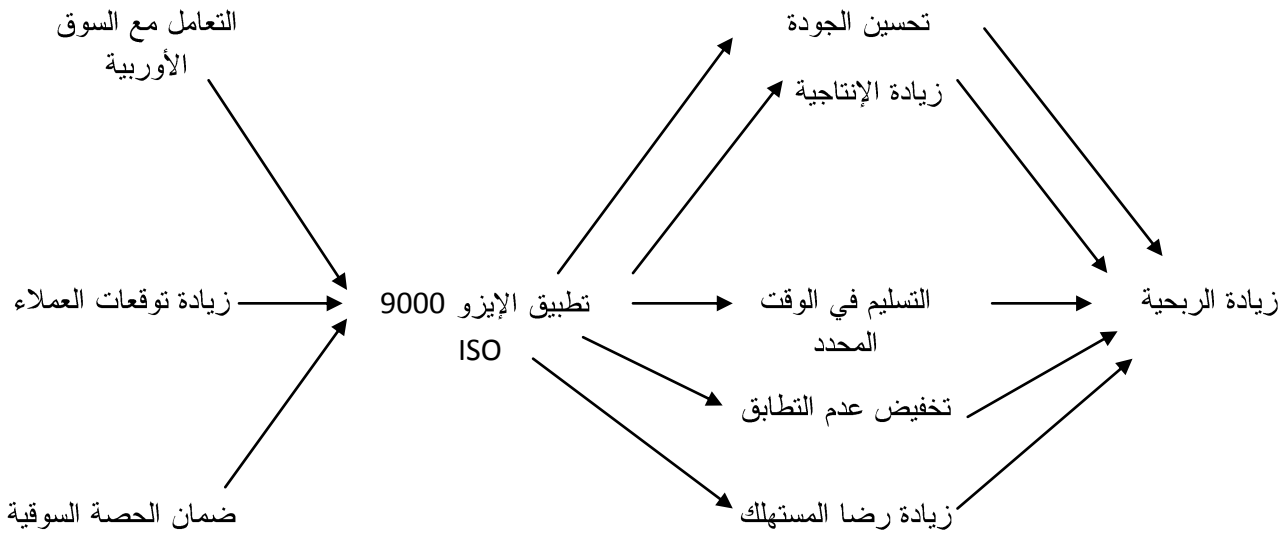 التعامل مع السوق
الأوربية
زيادة توقعات العملاء
ضمان الحصة السوقية
تطبيق الإيزو 9000
ISO
تحسين الجودة
زيادة الإنتاجية
التسليم في الوقت
المحدد
تخفيض عدم التطابق
زيادة رضا المستهلك
زيادة الربحية